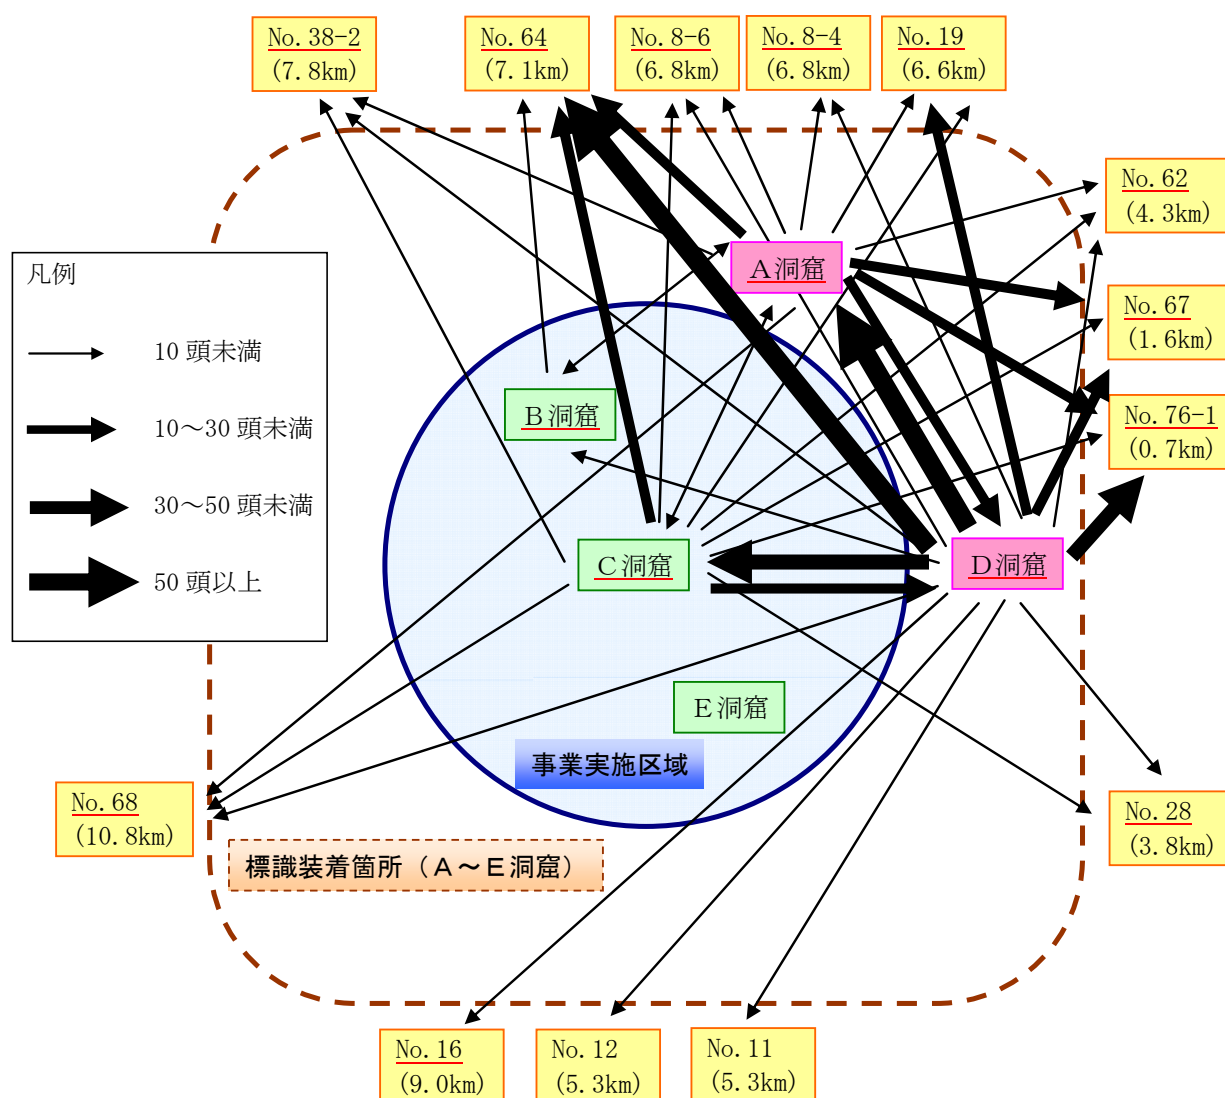 No.38-2
(7.8km)
No.64
(7.1km)
No.8-6
(6.8km)
No.8-4
(6.8km)
No.19
(6.6km)
No.62
(4.3km)
No.67
(1.6km)
No.76-1
(0.7km)
凡例
10 頭未満
10～30 頭未満
30～50 頭未満
50 頭以上
A洞窟
B洞窟
C洞窟
D洞窟
E洞窟
事業実施区域
標識装着箇所（A～E洞窟）
No.68
(10.8km)
No.28
(3.8km)
No.16
(9.0km)
No.12
(5.3km)
No.11
(5.3km)